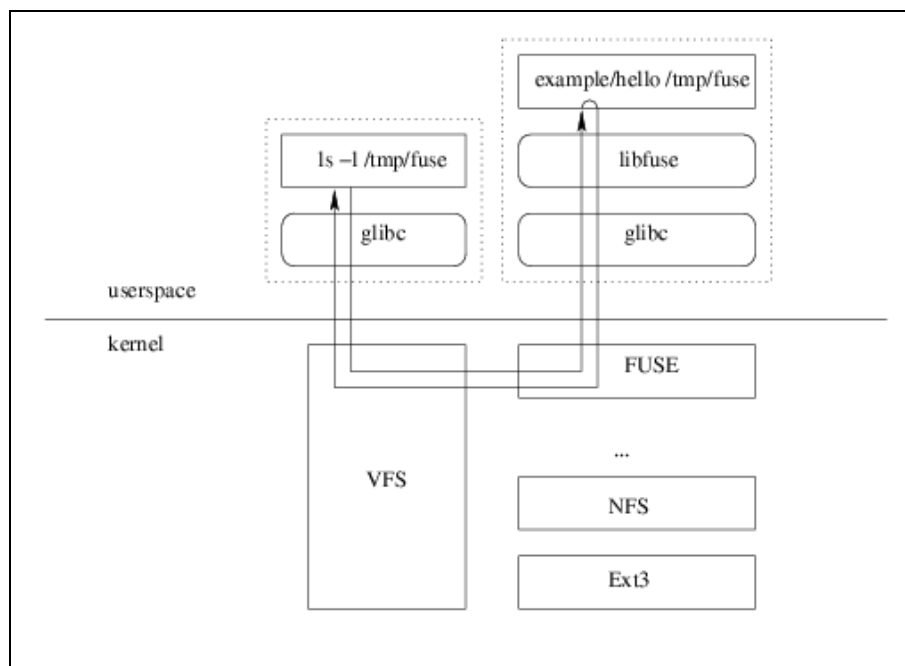 example/hello /tmp/fuse
ls –l /tmp/fuse
libfuse
glibc
glibc
userspace
kernel
FUSE
...
VFS
NFS
Ext3